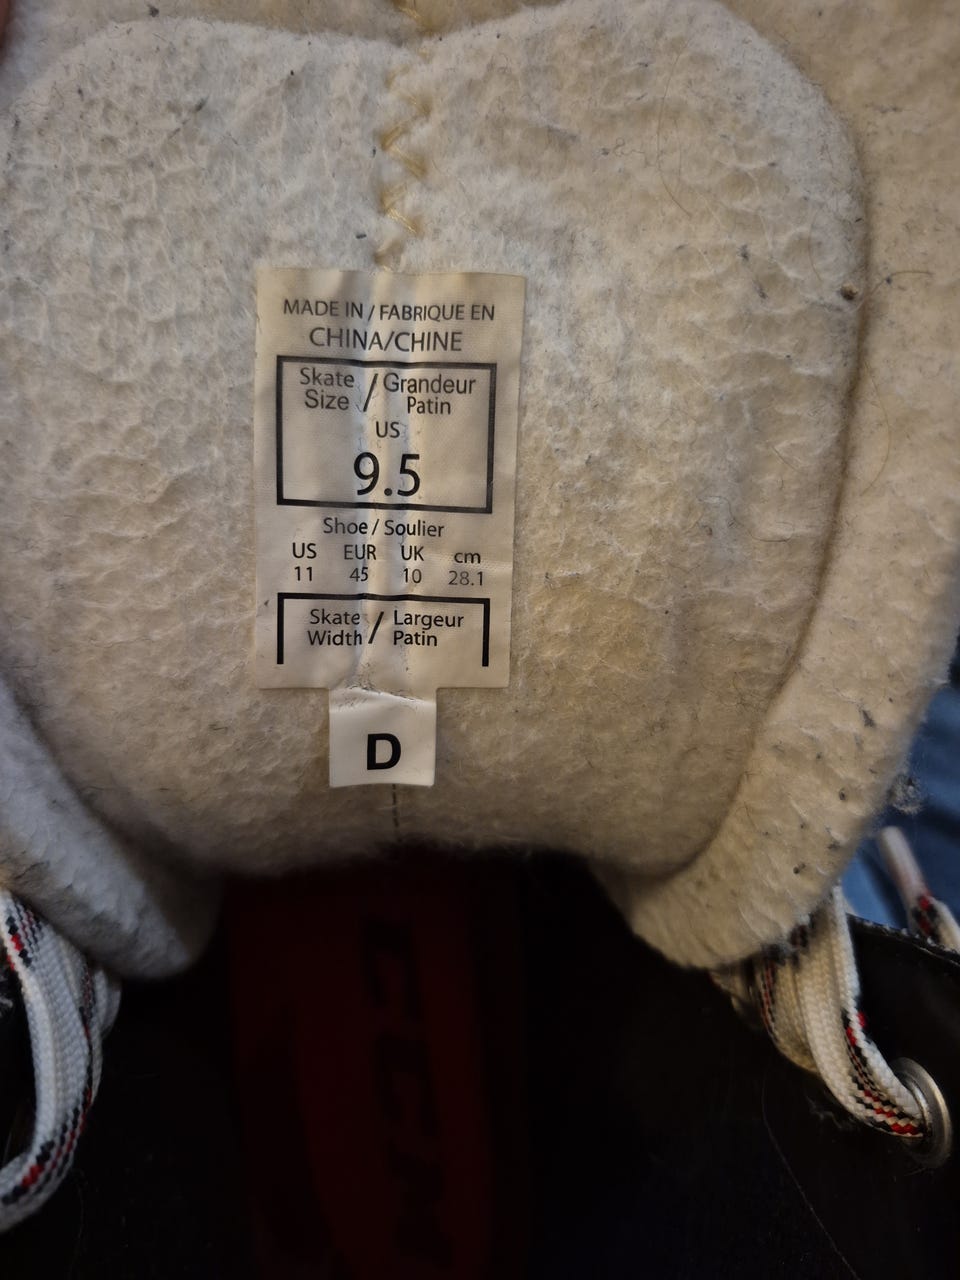 MADE IN / FABRIQUE EN
CHINA/CHINE
Skate Size / Grandeur Patin
US
9.5
Shoe / Soulier
US EUR UK cm
11 45 10 28.1
Skate Width / Largeur Patin
D
CCM